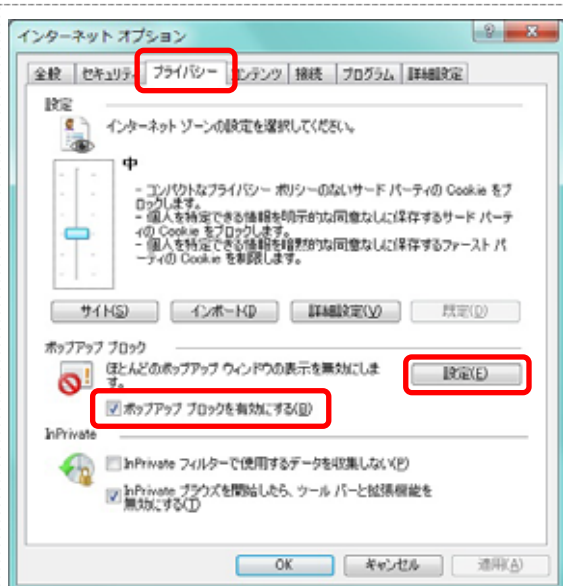 インターネット オプション
全般 セキュリティ プライバシー コンテンツ 接続 プログラム 詳細設定
設定
インターネット ゾーンの設定を選択してください。
中
- コンパクトなプライバシー ポリシーのないサード パーティの Cookie をブ
ロックします。
- 個人を特定できる情報を明示的な同意なしに保存するサード パーテ
ィの Cookie をブロックします。
- 個人を特定できる情報を暗黙的な同意なしに保存するファースト パ
ーティの Cookie を制限します。
サイト(S) インポート(I) 詳細設定(V) 既定(D)
ポップアップ ブロック
ほとんどのポップアップ ウィンドウの表示を無効にしま
す。
設定(E)
ポップアップ ブロックを有効にする(B)
InPrivate
InPrivate フィルターで使用するデータを収集しない(P)
InPrivate ブラウズを開始したら、ツール バーと拡張機能を
無効にする(T)
OK キャンセル 適用(A)